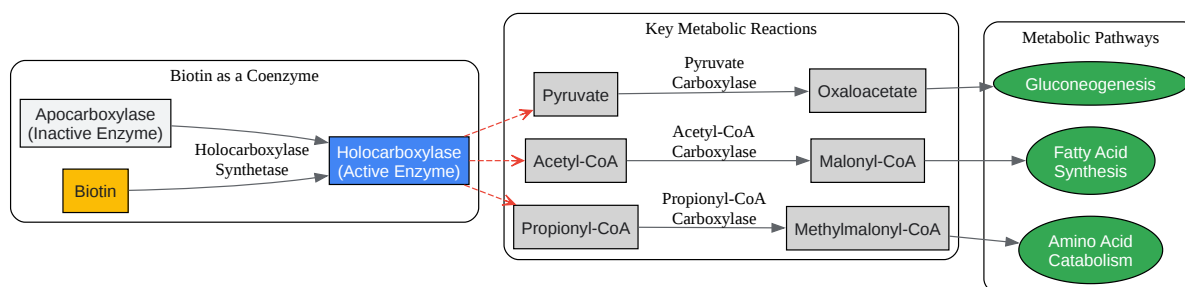 Biotin as a Coenzyme
Apocarboxylase
(Inactive Enzyme)
Biotin
Holocarboxylase
Synthetase
Holocarboxylase
(Active Enzyme)
Key Metabolic Reactions
Pyruvate
Pyruvate
Carboxylase
Oxaloacetate
Acetyl-CoA
Acetyl-CoA
Carboxylase
Malonyl-CoA
Propionyl-CoA
Propionyl-CoA
Carboxylase
Methylmalonyl-CoA
Metabolic Pathways
Gluconeogenesis
Fatty Acid
Synthesis
Amino Acid
Catabolism